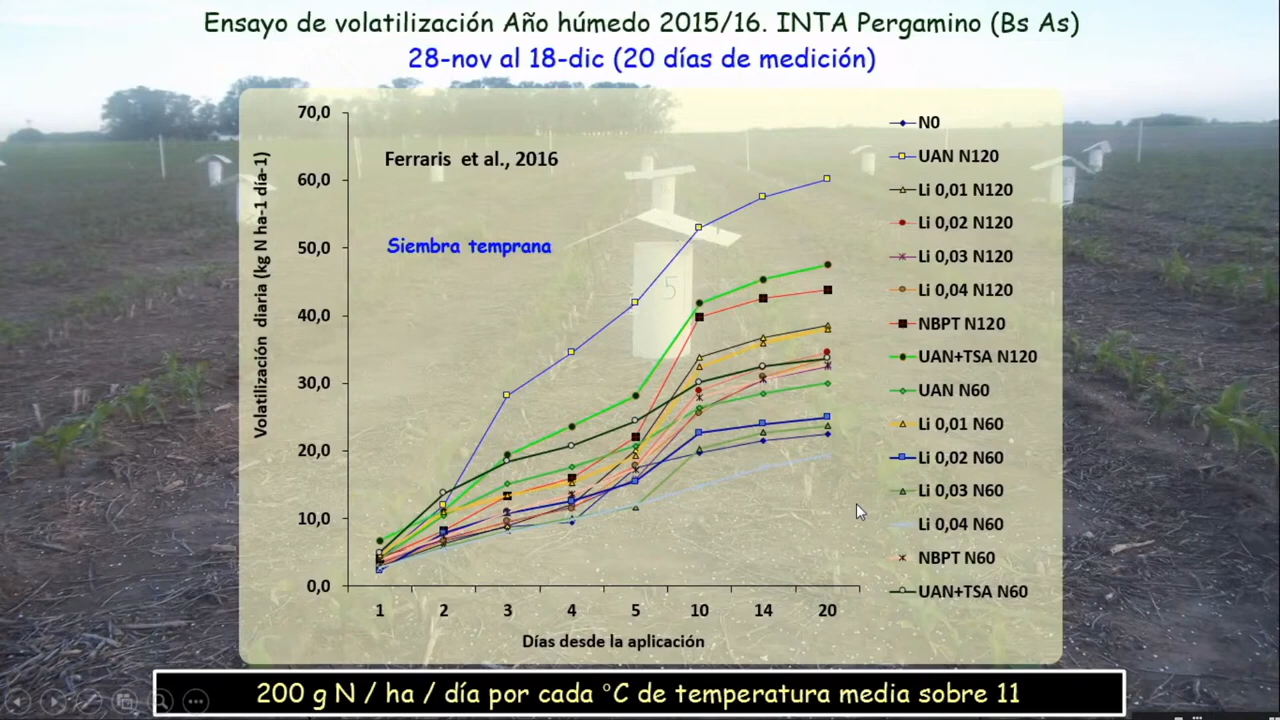 Ensayo de volatilización Año húmedo 2015/16. INTA Pergamino (Bs As)
28-nov al 18-dic (20 días de medición)
70,0
60,0
50,0
40,0
30,0
20,0
10,0
0,0
Volatilización diaria (kg N ha-1 día-1)
Ferraris et al., 2016
Siembra temprana
5
1 2 3 4 5 10 14 20
Días desde la aplicación
N0
UAN N120
Li 0,01 N120
Li 0,02 N120
Li 0,03 N120
Li 0,04 N120
NBPT N120
UAN+TSA N120
UAN N60
Li 0,01 N60
Li 0,02 N60
Li 0,03 N60
Li 0,04 N60
NBPT N60
UAN+TSA N60
200 g N / ha / día por cada °C de temperatura media sobre 11